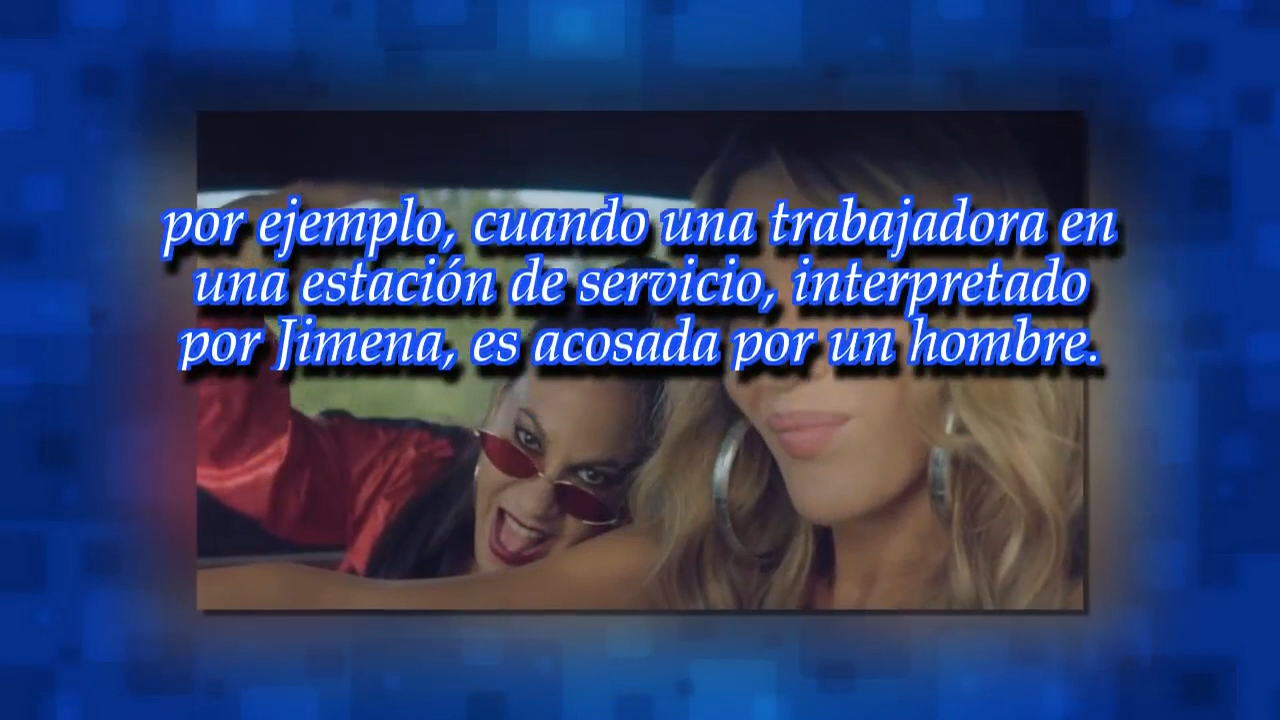 por ejemplo, cuando una trabajadora en
una estación de servicio, interpretado
por Jimena, es acosada por un hombre.